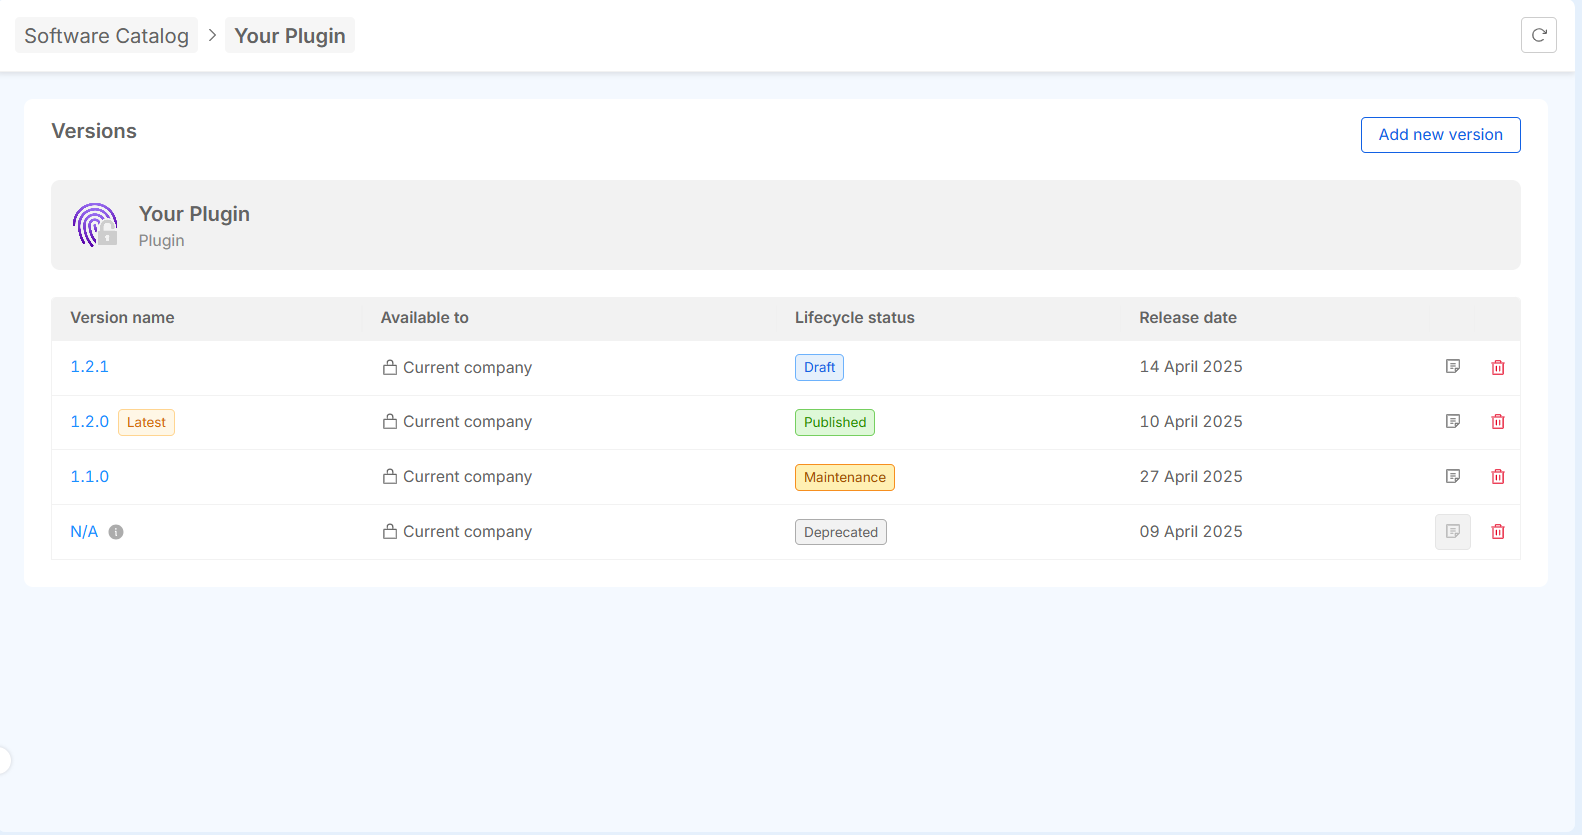 Software Catalog > Your Plugin
Versions
Add new version
Your Plugin
Plugin
Version name Available to Lifecycle status Release date
1.2.1 Current company Draft 14 April 2025
1.2.0 Latest Current company Published 10 April 2025
1.1.0 Current company Maintenance 27 April 2025
N/A Current company Deprecated 09 April 2025